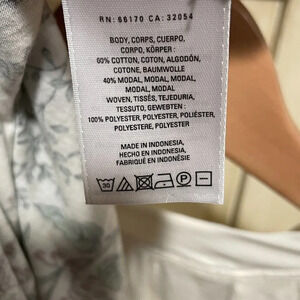 RN: 66170 CA: 32054
BODY, CORPS, CUERPO,
CORPO, KÖRPER:
60% COTTON, COTON, ALGODÓN,
COTONE, BAUMWOLLE
40% MODAL, MODAL, MODAL,
MODAL, MODAL
WOVEN, TISSÉS, TEJEDURIA,
TESSUTO, GEWEBTEN:
100% POLYESTER, POLYESTER, POLIÉSTER,
POLIESTERE, POLYESTER
MADE IN INDONESIA
HECHO EN INDONESIA
FABRIQUÉ EN INDONÉSIE
30
P